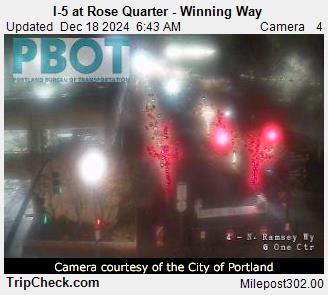 I-5 at Rose Quarter - Winning Way
Updated Dec 18 2024 6:43 AM Camera 4
PBOT
PORTLAND BUREAU OF TRANSPORTATION
4 - N. Ramsey Wy
@ One Ctr
Camera courtesy of the City of Portland
TripCheck.com Milepost302.00